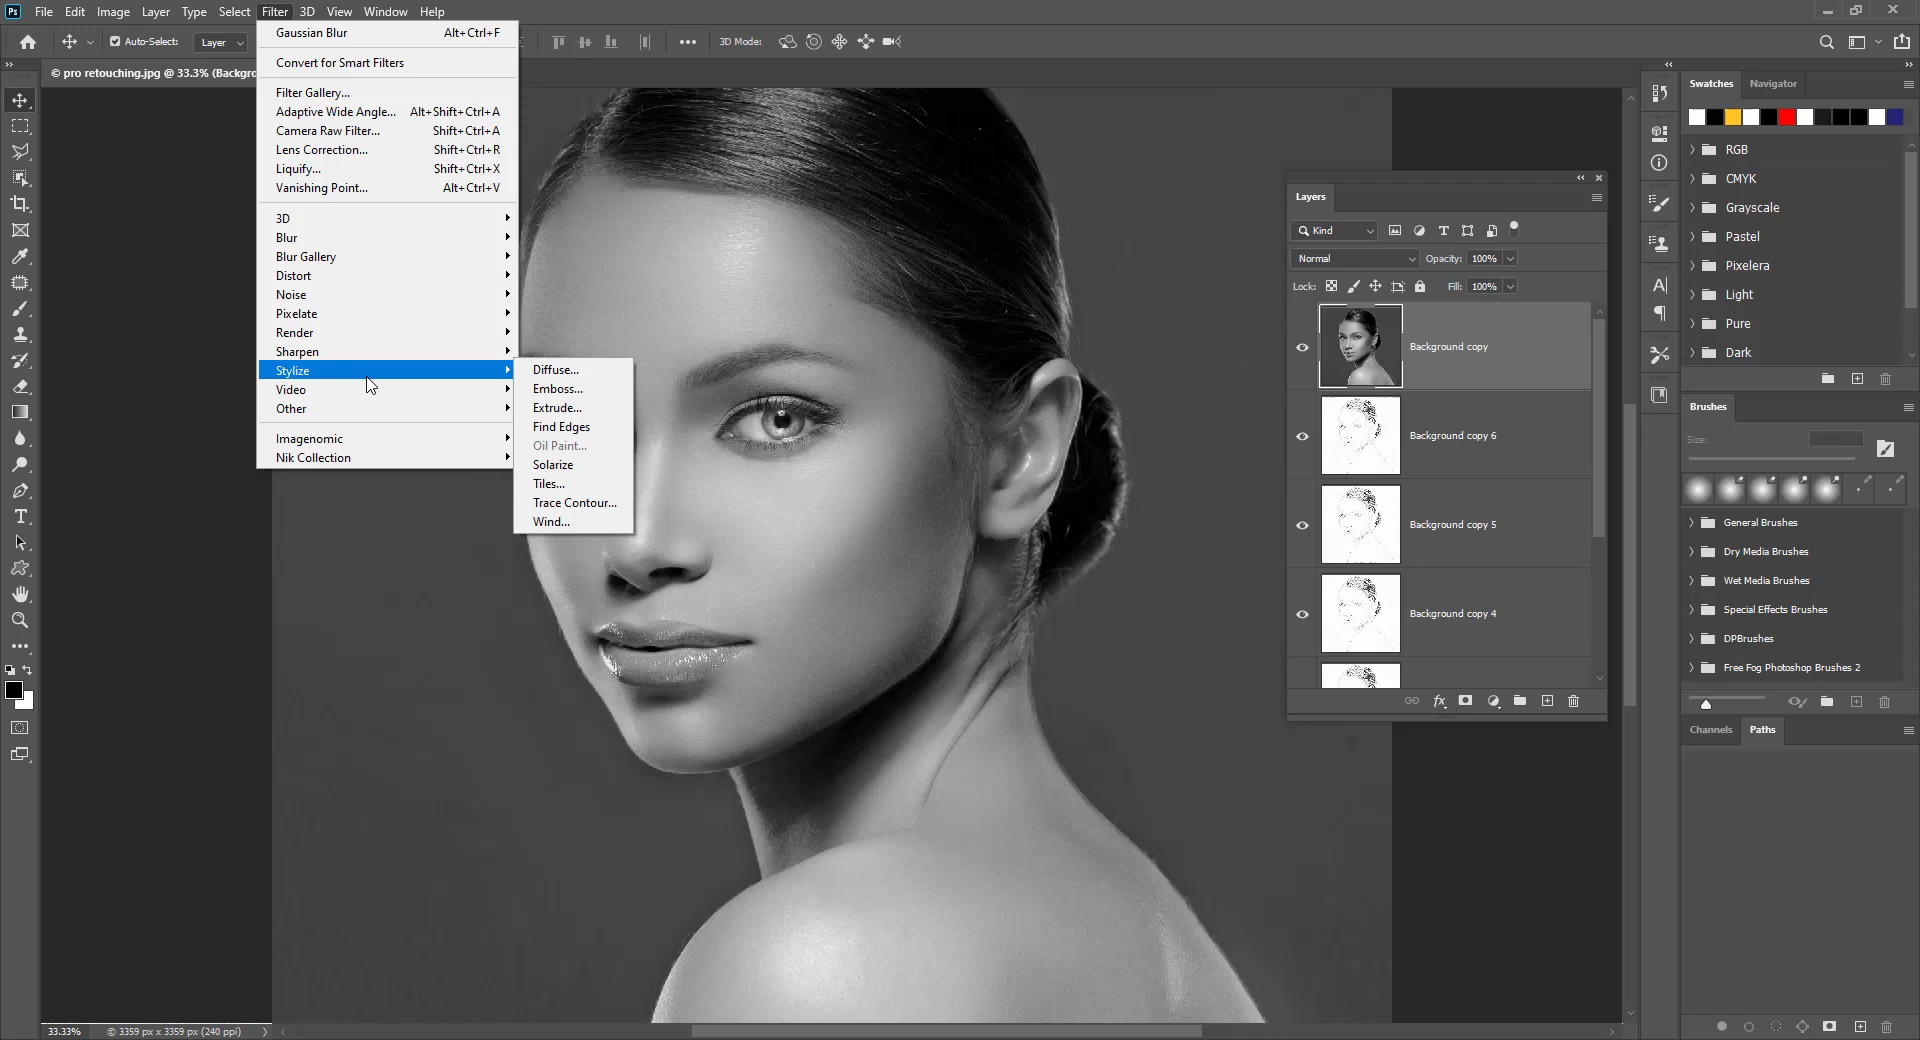 Ps File Edit Image Layer Type Select Filter 3D View Window Help
Auto-Select: Layer 3D Mode:
© pro retouching.jpg @ 33.3% (Backgro
Gaussian Blur Alt+Ctrl+F
Convert for Smart Filters
Filter Gallery...
Adaptive Wide Angle... Alt+Shift+Ctrl+A
Camera Raw Filter... Shift+Ctrl+A
Lens Correction... Shift+Ctrl+R
Liquify... Shift+Ctrl+X
Vanishing Point... Alt+Ctrl+V
3D
Blur
Blur Gallery
Distort
Noise
Pixelate
Render
Sharpen
Stylize
Video
Other
Imagenomic
Nik Collection
Diffuse...
Emboss...
Extrude...
Find Edges
Oil Paint...
Solarize
Tiles...
Trace Contour...
Wind...
Layers
Kind
Normal Opacity: 100%
Lock: Fill: 100%
Background copy
Background copy 6
Background copy 5
Background copy 4
Swatches Navigator
RGB
CMYK
Grayscale
Pastel
Pixelera
Light
Pure
Dark
Brushes
Size:
General Brushes
Dry Media Brushes
Wet Media Brushes
Special Effects Brushes
DPBrushes
Free Fog Photoshop Brushes 2
Channels Paths
33.33% © 3359 px x 3359 px (240 ppi)